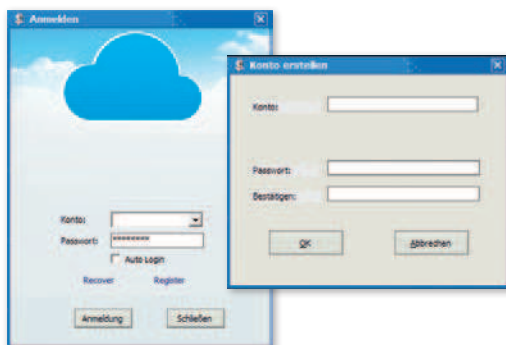 Anmelden
Konto:
Passwort: ********
Auto Login
Recover Register
Anmeldung Schließen
Konto erstellen
Konto:
Passwort:
Bestätigen:
OK Abbrechen